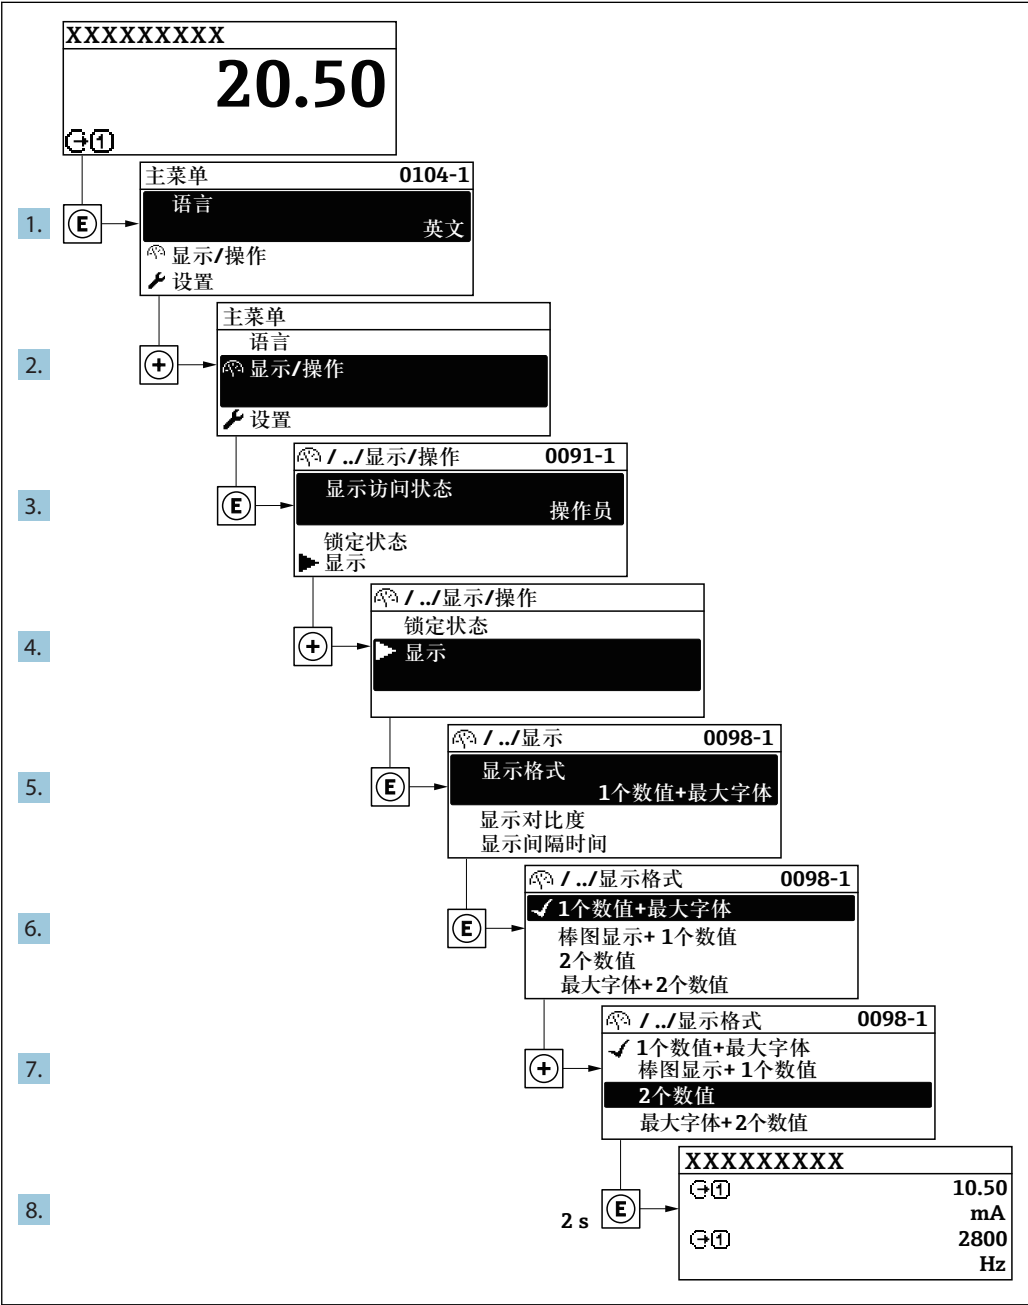 XXXXXXXXX
20.50
1
主菜单 0104-1
语言
英文
显示/操作
设置
1. E
主菜单
语言
显示/操作
设置
2. +
/ ../显示/操作 0091-1
显示访问状态
操作员
锁定状态
显示
3. E
/ ../显示/操作
锁定状态
显示
4. +
/ ../显示 0098-1
显示格式
1个数值+最大字体
显示对比度
显示间隔时间
5. E
/ ../显示格式 0098-1
1个数值+最大字体
棒图显示+ 1个数值
2个数值
最大字体+ 2个数值
6. E
/ ../显示格式 0098-1
1个数值+最大字体
棒图显示+ 1个数值
2个数值
最大字体+ 2个数值
7. +
XXXXXXXXX
1 10.50
mA
1 2800
Hz
8. 2 s E